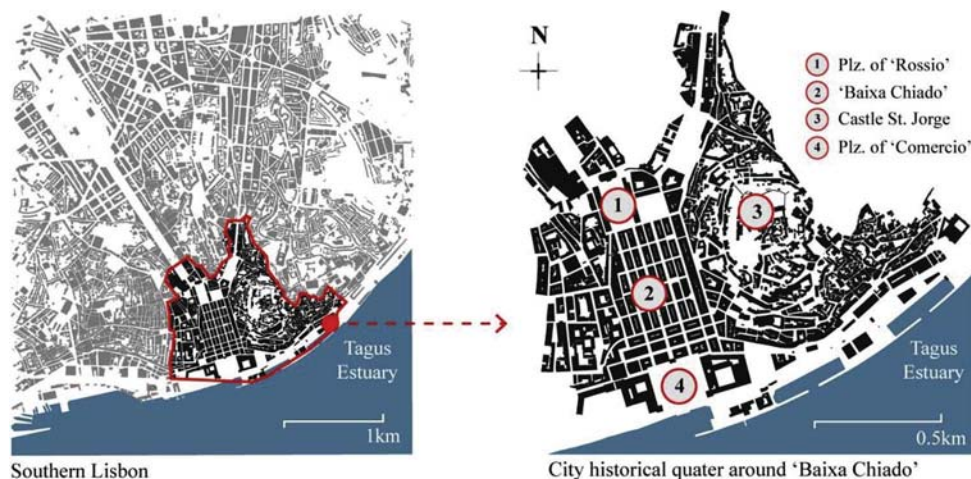 Tagus
Estuary
1km
Southern Lisbon
N
1 Plz. of ‘Rossio’
2 ‘Baixa Chiado’
3 Castle St. Jorge
4 Plz. of ‘Comercio’
1
3
2
4
Tagus
Estuary
0.5km
City historical quater around ‘Baixa Chiado’